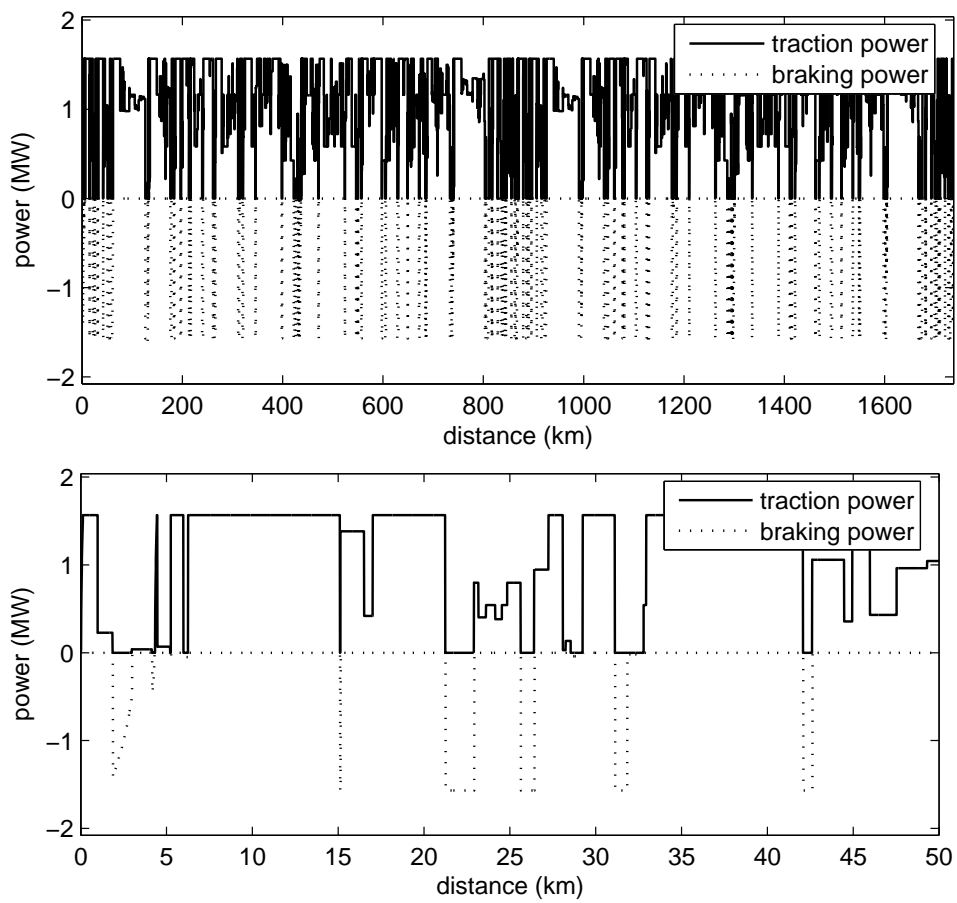 2
traction power
braking power
1
0
−1
−2
power (MW)
0 200 400 600 800 1000 1200 1400 1600
distance (km)
2
traction power
braking power
1
0
−1
−2
power (MW)
0 5 10 15 20 25 30 35 40 45 50
distance (km)